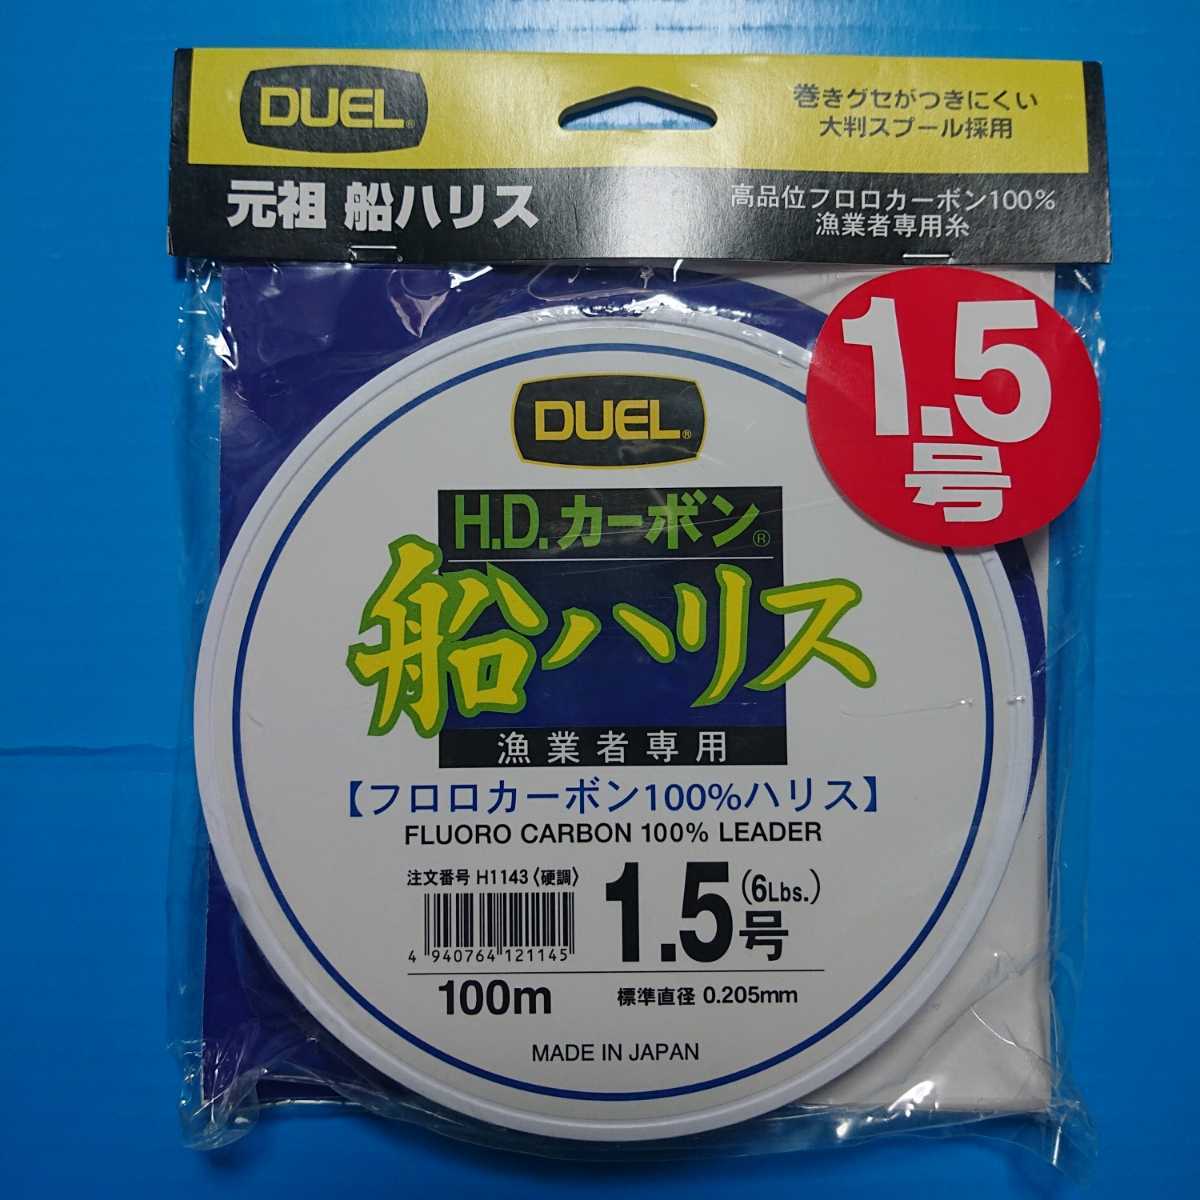 DUEL®
元祖 船ハリス
巻きグセがつきにくい
大判スプール採用
高品位フロロカーボン100%
漁業者専用糸
1.5
号
DUEL®
H.D.カーボン®
船ハリス
漁業者専用
【フロロカーボン100%ハリス】
FLUORO CARBON 100% LEADER
注文番号 H1143〈硬調〉
4 940764 121145
1.5号 (6Lbs.)
100m
標準直径 0.205mm
MADE IN JAPAN